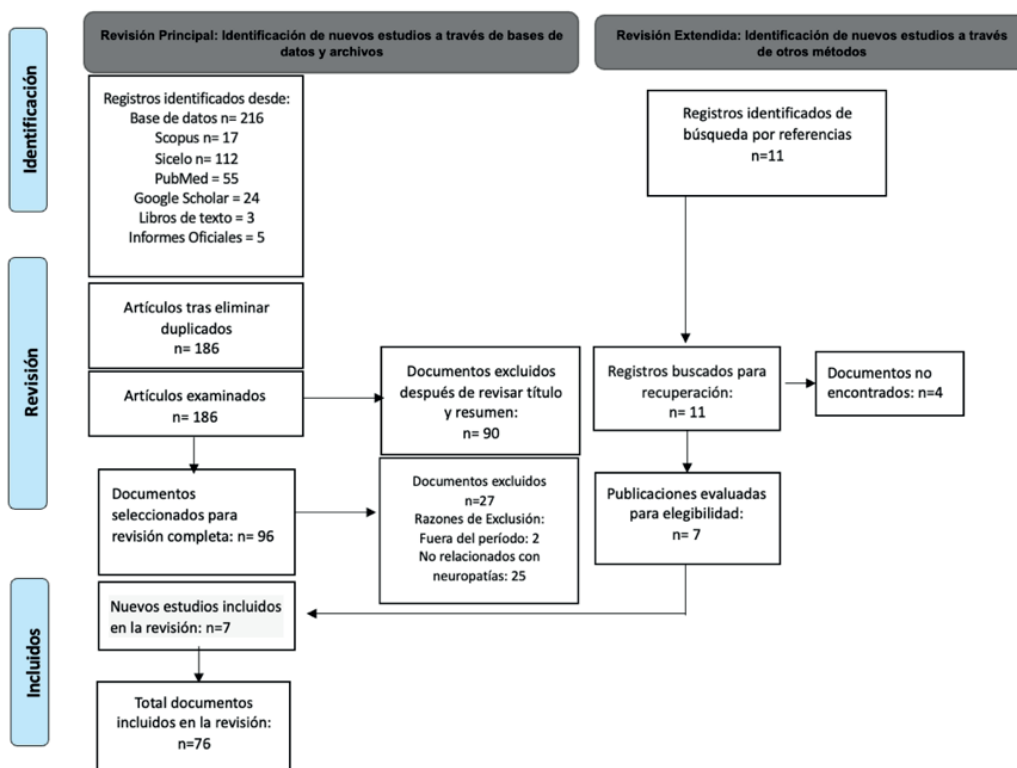 Revisión Principal: Identificación de nuevos estudios a través de bases de
datos y archivos
Revisión Extendida: Identificación de nuevos estudios a través
de otros métodos
Identificación
Registros identificados desde:
Base de datos n= 216
Scopus n= 17
Sicelo n= 112
PubMed = 55
Google Scholar = 24
Libros de texto = 3
Informes Oficiales = 5
Registros identificados de
búsqueda por referencias
n=11
Revisión
Artículos tras eliminar
duplicados
n= 186
Artículos examinados
n= 186
Documentos excluidos
después de revisar título
y resumen:
n= 90
Registros buscados para
recuperación:
n= 11
Documentos no
encontrados: n=4
Documentos
seleccionados para
revisión completa: n= 96
Documentos excluidos
n=27
Razones de Exclusión:
Fuera del período: 2
No relacionados con
neuropatías: 25
Publicaciones evaluadas
para elegibilidad:
n= 7
Incluidos
Nuevos estudios incluidos
en la revisión: n=7
Total documentos
incluidos en la revisión:
n=76